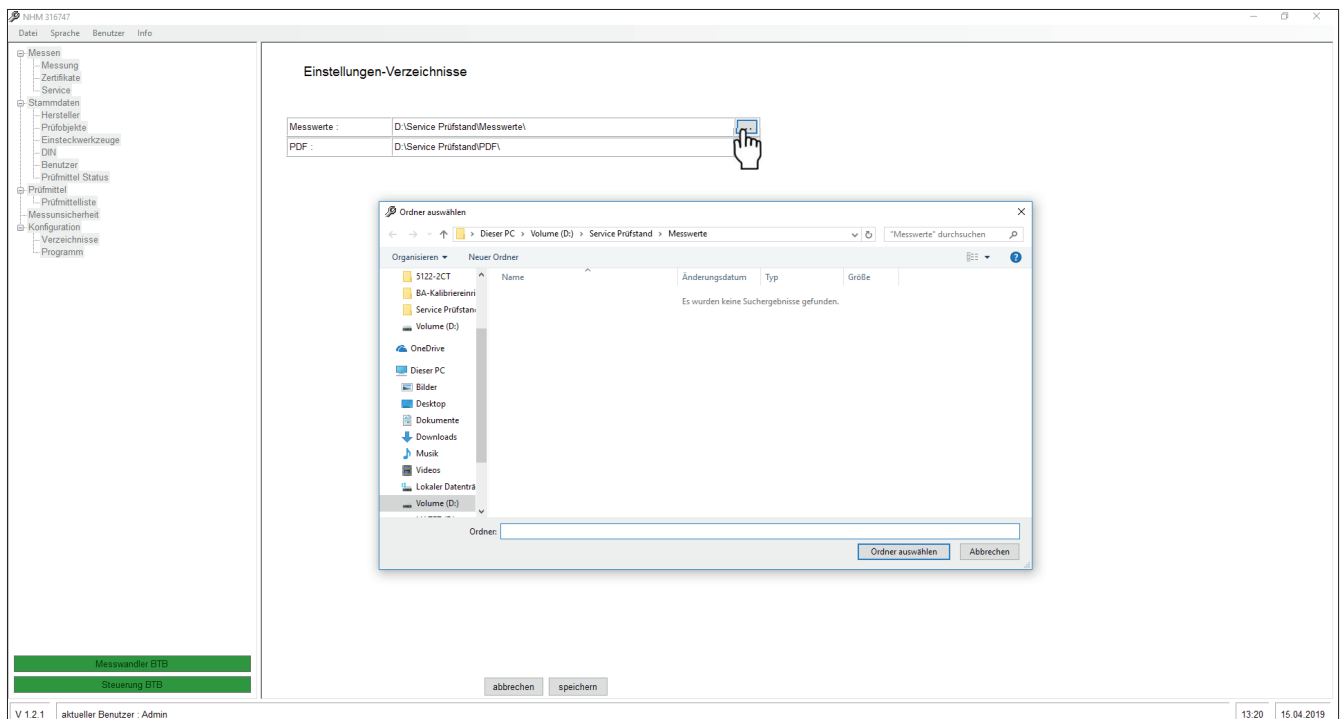 NHM 316747
Datei Sprache Benutzer Info
Messen
Messung
Zertifikate
Service
Stammdaten
Hersteller
Prüfobjekte
Einsteckwerkzeuge
DIN
Benutzer
Prüfmittel Status
Prüfmittel
Prüfmittelliste
Messunsicherheit
Konfiguration
Verzeichnisse
Programm
Messwandler BTB
Steuerung BTB
Einstellungen-Verzeichnisse
Messwerte : D:\Service Prüfstand\Messwerte\
PDF : D:\Service Prüfstand\PDF\
Ordner auswählen
Dieser PC › Volume (D:) › Service Prüfstand › Messwerte
"Messwerte" durchsuchen
Organisieren Neuer Ordner
Name Änderungsdatum Typ Größe
Es wurden keine Suchergebnisse gefunden.
5122-2CT
BA-Kalibriereinri
Service Prüfstan
Volume (D:)
OneDrive
Dieser PC
Bilder
Desktop
Dokumente
Downloads
Musik
Videos
Lokaler Datenträ
Volume (D:)
Ordner:
Ordner auswählen Abbrechen
abbrechen speichern
V 1.2.1 aktueller Benutzer : Admin 13:20 15.04.2019